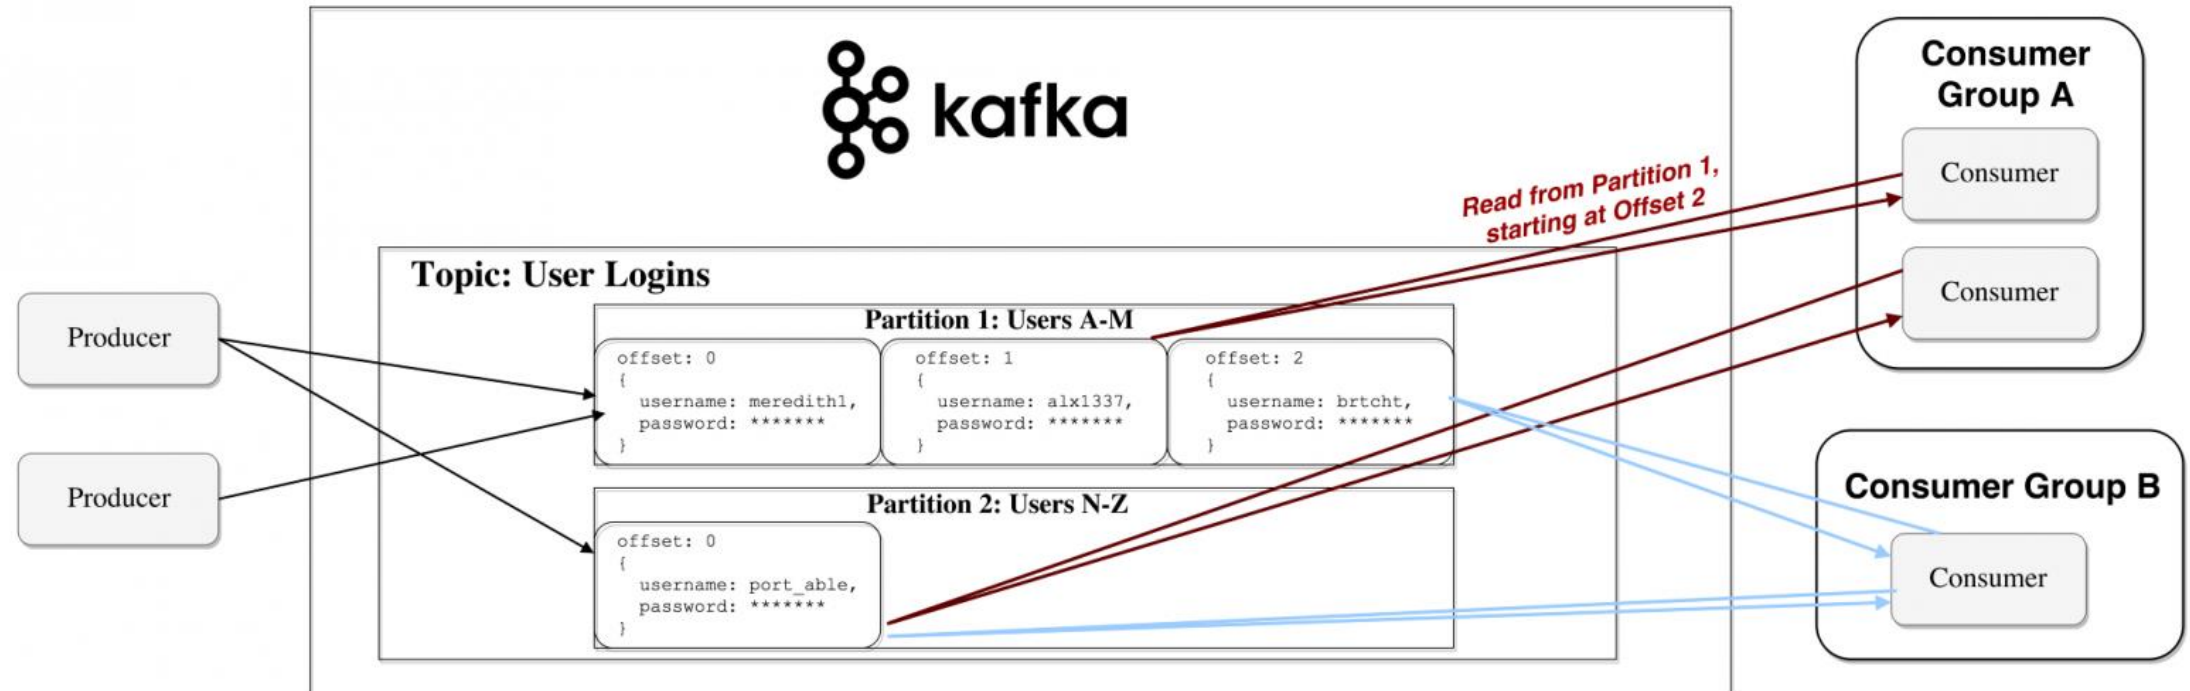 kafka
Consumer
Group A
Consumer
Consumer
Read from Partition 1,
starting at Offset 2
Topic: User Logins
Producer
Producer
Partition 1: Users A-M
offset: 0
{
username: meredith1,
password: *******
}
offset: 1
{
username: alx1337,
password: *******
}
offset: 2
{
username: brtcht,
password: *******
}
Partition 2: Users N-Z
offset: 0
{
username: port_able,
password: *******
}
Consumer Group B
Consumer